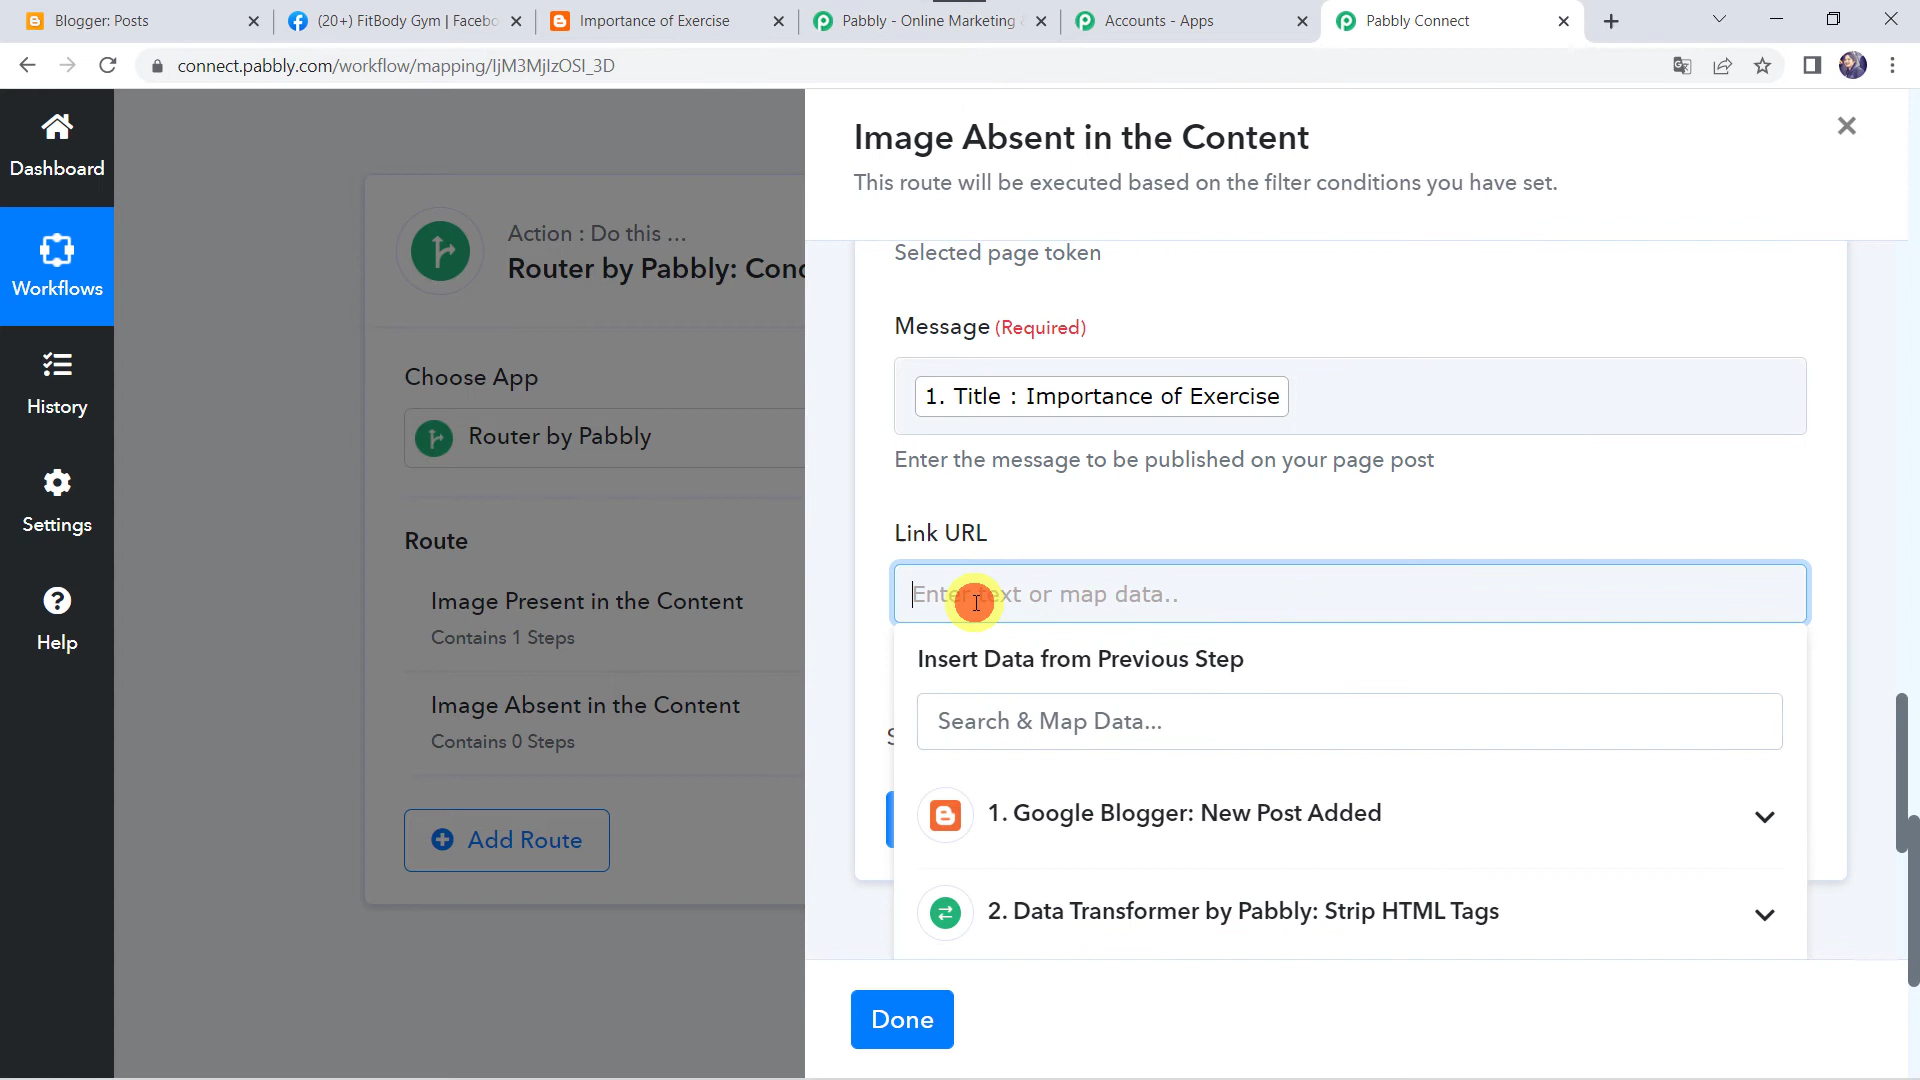 Blogger: Posts
(20+) FitBody Gym | Facebo
Importance of Exercise
Pabbly - Online Marketing
Accounts - Apps
Pabbly Connect
connect.pabbly.com/workflow/mapping/IjM3MjIzOSI_3D
Dashboard
Workflows
History
Settings
Help
Action : Do this ...
Router by Pabbly: Conc
Choose App
Router by Pabbly
Route
Image Present in the Content
Contains 1 Steps
Image Absent in the Content
Contains 0 Steps
Add Route
Image Absent in the Content
This route will be executed based on the filter conditions you have set.
Selected page token
Message (Required)
1. Title : Importance of Exercise
Enter the message to be published on your page post
Link URL
Enter text or map data..
Insert Data from Previous Step
Search & Map Data...
1. Google Blogger: New Post Added
2. Data Transformer by Pabbly: Strip HTML Tags
Done